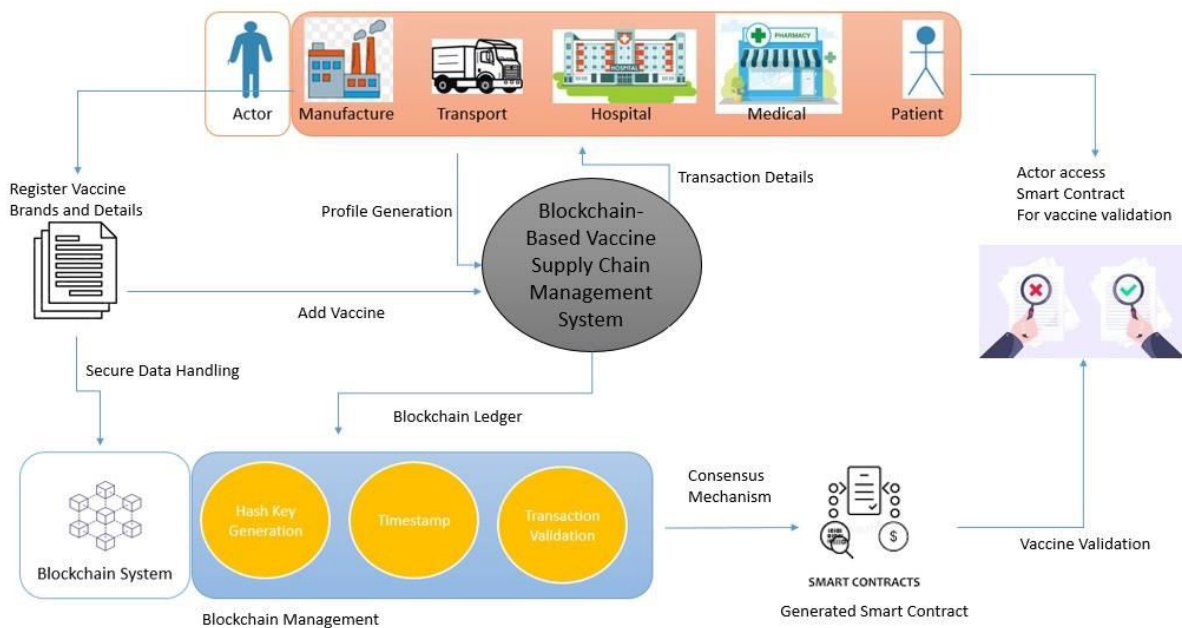 PHARMACY
HOSPITAL
Actor
Manufacture
Transport
Hospital
Medical
Patient
Register Vaccine
Brands and Details
Profile Generation
Transaction Details
Actor access
Smart Contract
For vaccine validation
Blockchain-
Based Vaccine
Supply Chain
Management
System
Add Vaccine
Secure Data Handling
Blockchain Ledger
Hash Key
Generation
Timestamp
Transaction
Validation
Consensus
Mechanism
$
Blockchain System
Vaccine Validation
SMART CONTRACTS
Generated Smart Contract
Blockchain Management